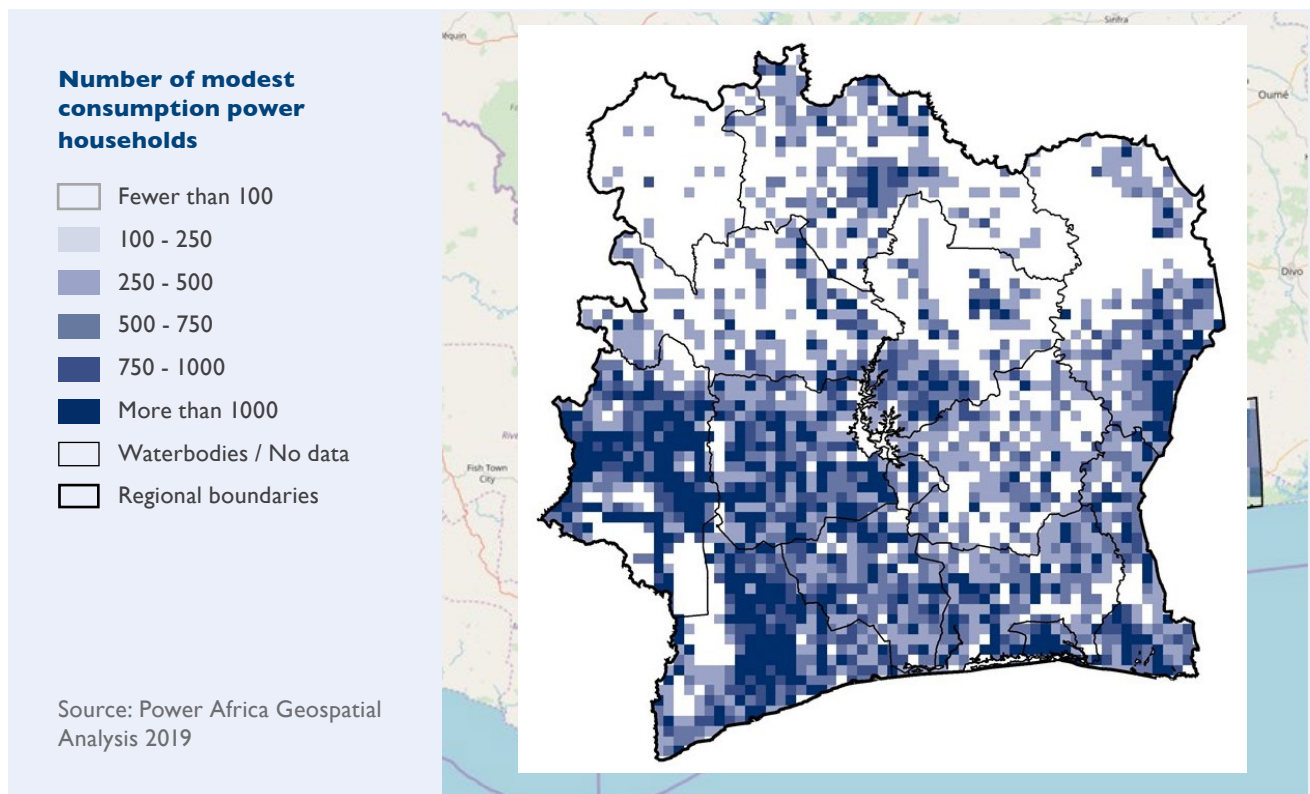 Number of modest
consumption power
households
Fewer than 100
100 - 250
250 - 500
500 - 750
750 - 1000
More than 1000
Waterbodies / No data
Regional boundaries
Source: Power Africa Geospatial
Analysis 2019
Sinfra
Oumé
Divo
Fish Town
City